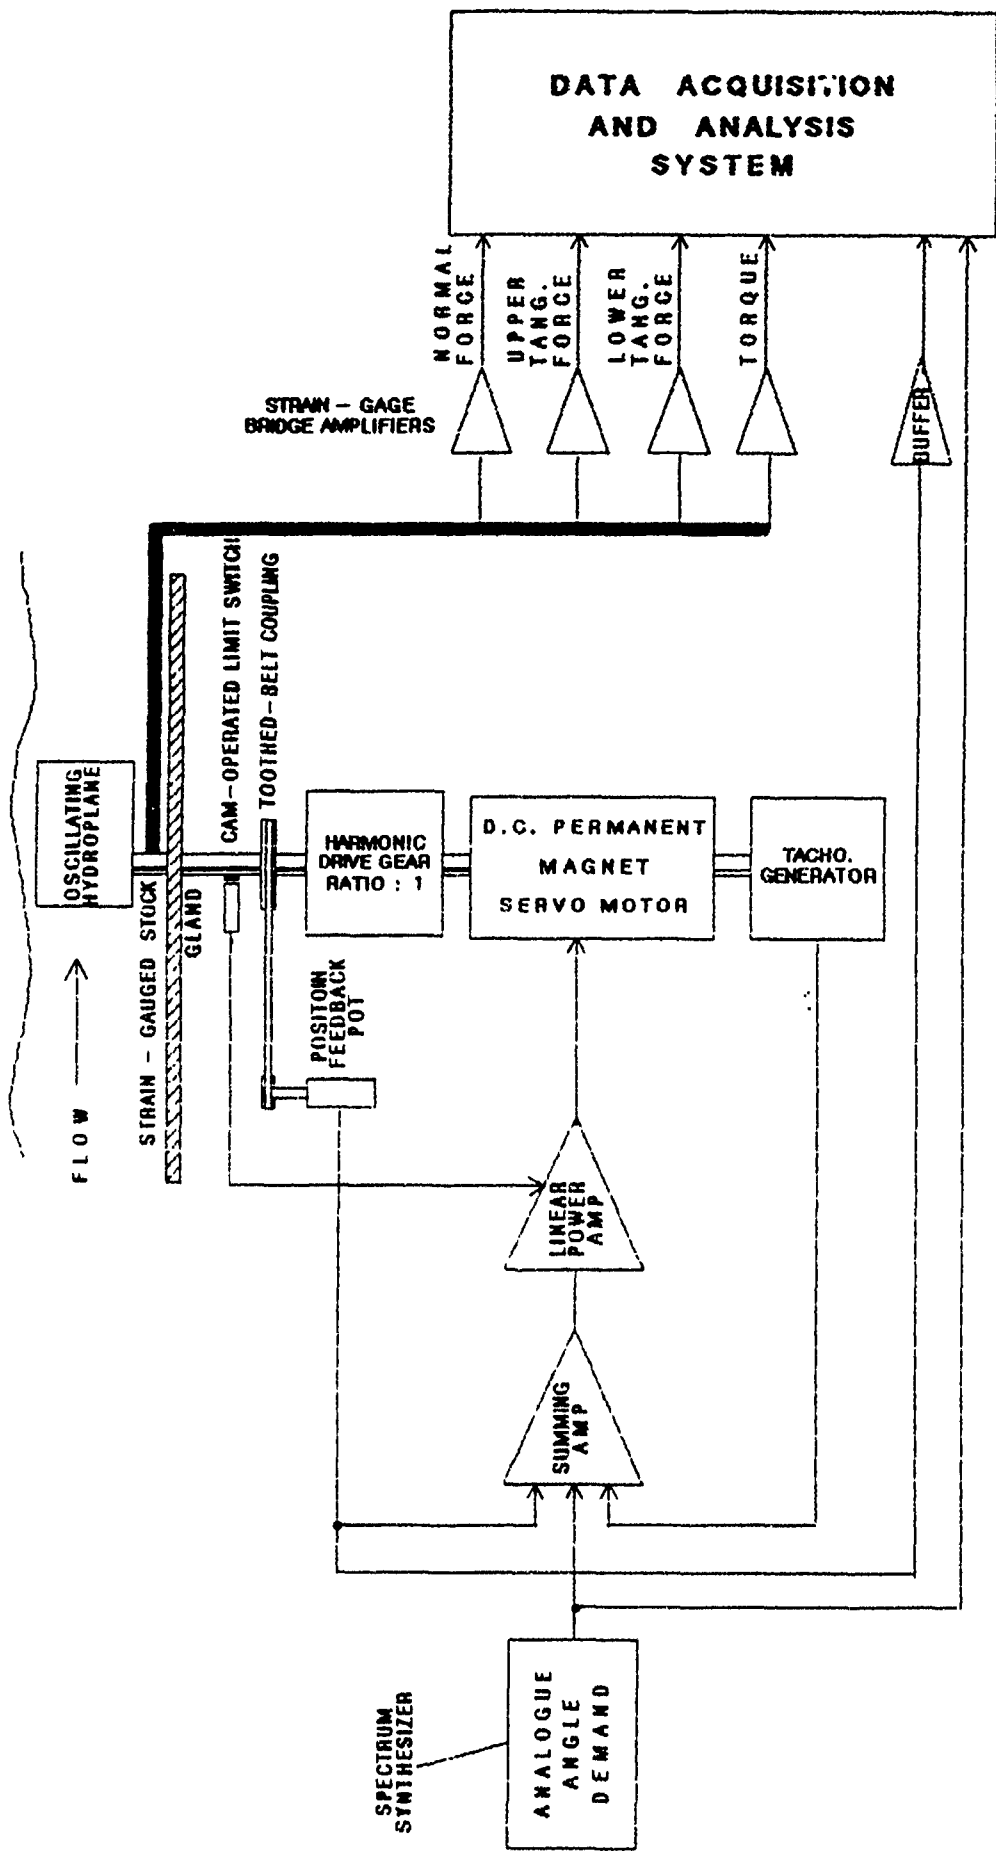 DATA ACQUISITION
AND ANALYSIS
SYSTEM
NORMAL
FORCE
UPPER
TANG.
FORCE
LOWER
TANG.
FORCE
TORQUE
STRAIN - GAGE
BRIDGE AMPLIFIERS
BUFFER
OSCILLATING
HYDROPLANE
FLOW
STRAIN - GAUGED STOCK
GLAND
CAM-OPERATED LIMIT SWITCH
TOOTHED-BELT COUPLING
HARMONIC
DRIVE GEAR
RATIO : 1
D.C. PERMANENT
MAGNET
SERVO MOTOR
TACHO.
GENERATOR
POSITOIN
FEEDBACK
POT
LINEAR
POWER
AMP
SUMMING
AMP
SPECTRUM
SYNTHESIZER
ANALOGUE
ANGLE
DEMAND